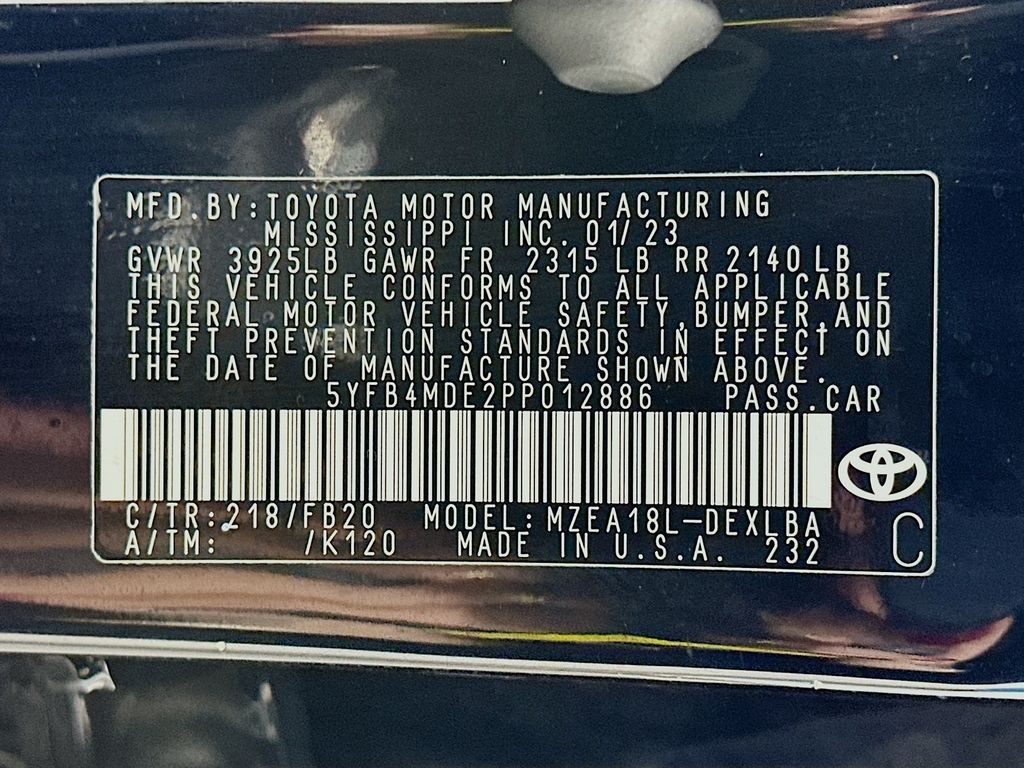 MFD.BY:TOYOTA MOTOR MANUFACTURING
MISSISSIPPI INC. 01/23
GVWR 3925LB GAWR FR 2315LB RR 2140LB
THIS VEHICLE CONFORMS TO ALL APPLICABLE
FEDERAL MOTOR VEHICLE SAFETY,BUMPER,AND
THEFT PREVENTION STANDARDS IN EFFECT ON
THE DATE OF MANUFACTURE SHOWN ABOVE.
5YFB4MDE2PP012886 PASS.CAR
C/TR:218/FB20 MODEL:MZEA18L-DEXLBA
A/TM: /K120 MADE IN U.S.A. 232
C